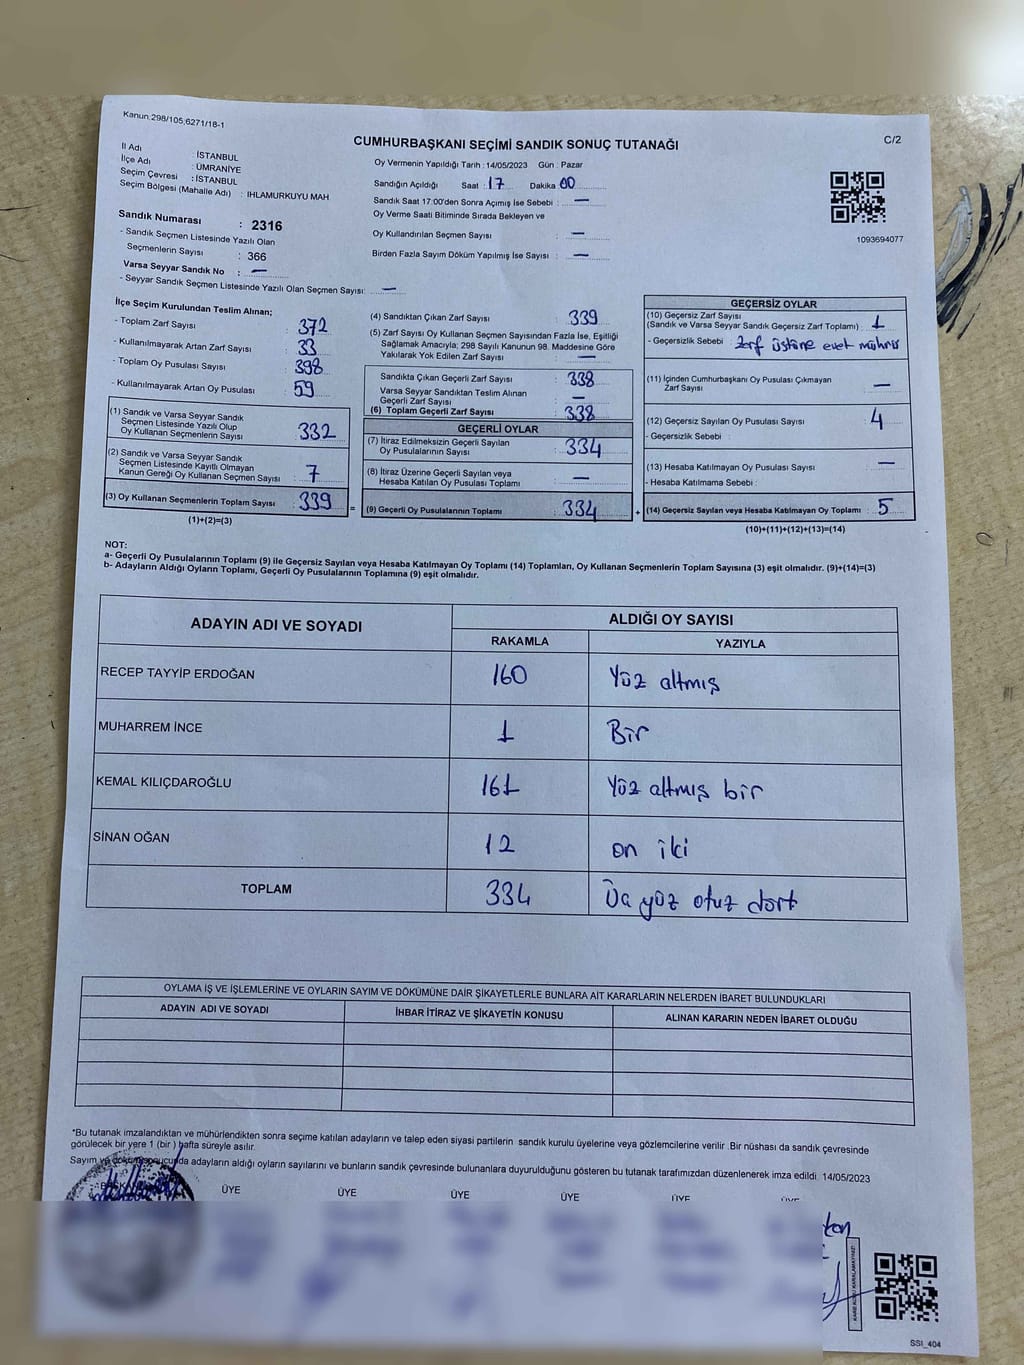 Kanun:298/105;6271/18-1
CUMHURBAŞKANI SEÇİMİ SANDIK SONUÇ TUTANAĞI
C/2
İl Adı : İSTANBUL
İlçe Adı : ÜMRANİYE
Seçim Çevresi : İSTANBUL
Seçim Bölgesi (Mahalle Adı) : IHLAMURKUYU MAH
Sandık Numarası : 2316
- Sandık Seçmen Listesinde Yazılı Olan
Seçmenlerin Sayısı : 366
Varsa Seyyar Sandık No : —
- Seyyar Sandık Seçmen Listesinde Yazılı Olan Seçmen Sayısı: —
Oy Vermenin Yapıldığı Tarih : 14/05/2023 Gün : Pazar
Sandığın Açıldığı Saat : 17 Dakika 00
Sandık Saat 17:00'den Sonra Açımış İse Sebebi : —
Oy Verme Saati Bitiminde Sırada Bekleyen ve
Oy Kullandırılan Seçmen Sayısı : —
Birden Fazla Sayım Döküm Yapılmış İse Sayısı : —
1093694077
İlçe Seçim Kurulundan Teslim Alınan;
- Toplam Zarf Sayısı : 372
- Kullanılmayarak Artan Zarf Sayısı : 33
- Toplam Oy Pusulası Sayısı : 398
- Kullanılmayarak Artan Oy Pusulası : 59
(1) Sandık ve Varsa Seyyar Sandık
Seçmen Listesinde Yazılı Olup
Oy Kullanan Seçmenlerin Sayısı : 332
(2) Sandık ve Varsa Seyyar Sandık
Seçmen Listesinde Kayıtlı Olmayan
Kanun Gereği Oy Kullanan Seçmen Sayısı : 7
(3) Oy Kullanan Seçmenlerin Toplam Sayısı : 339
(1)+(2)=(3)
=
(4) Sandıktan Çıkan Zarf Sayısı : 339
(5) Zarf Sayısı Oy Kullanan Seçmen Sayısından Fazla İse, Eşitliği
Sağlamak Amacıyla; 298 Sayılı Kanunun 98. Maddesine Göre
Yakılarak Yok Edilen Zarf Sayısı : —
Sandıkta Çıkan Geçerli Zarf Sayısı : 338
Varsa Seyyar Sandıktan Teslim Alınan
Geçerli Zarf Sayısı : —
(6) Toplam Geçerli Zarf Sayısı : 338
GEÇERLİ OYLAR
(7) İtiraz Edilmeksizin Geçerli Sayılan
Oy Pusulalarının Sayısı : 334
(8) İtiraz Üzerine Geçerli Sayılan veya
Hesaba Katılan Oy Pusulası Toplamı : —
(9) Geçerli Oy Pusulalarının Toplamı : 334
+
GEÇERSİZ OYLAR
(10) Geçersiz Zarf Sayısı
(Sandık ve Varsa Seyyar Sandık Geçersiz Zarf Toplamı) : 1
- Geçersizlik Sebebi : Zarf üstüne evet mührü
(11) İçinden Cumhurbaşkanı Oy Pusulası Çıkmayan
Zarf Sayısı : —
(12) Geçersiz Sayılan Oy Pusulası Sayısı : 4
- Geçersizlik Sebebi :
(13) Hesaba Katılmayan Oy Pusulası Sayısı : —
- Hesaba Katılmama Sebebi :
(14) Geçersiz Sayılan veya Hesaba Katılmayan Oy Toplamı : 5
(10)+(11)+(12)+(13)=(14)
NOT:
a- Geçerli Oy Pusulalarının Toplamı (9) ile Geçersiz Sayılan veya Hesaba Katılmayan Oy Toplamı (14) Toplamları, Oy Kullanan Seçmenlerin Toplam Sayısına (3) eşit olmalıdır. (9)+(14)=(3)
b- Adayların Aldığı Oyların Toplamı, Geçerli Oy Pusulalarının Toplamına (9) eşit olmalıdır.
ADAYIN ADI VE SOYADI
ALDIĞI OY SAYISI
RAKAMLA YAZIYLA
RECEP TAYYİP ERDOĞAN 160 Yüz altmış
MUHARREM İNCE 1 Bir
KEMAL KILIÇDAROĞLU 161 Yüz altmış bir
SİNAN OĞAN 12 on iki
TOPLAM 334 Üç yüz otuz dört
OYLAMA İŞ VE İŞLEMLERİNE VE OYLARIN SAYIM VE DÖKÜMÜNE DAİR ŞİKAYETLERLE BUNLARA AİT KARARLARIN NELERDEN İBARET BULUNDUKLARI
ADAYIN ADI VE SOYADI İHBAR İTİRAZ VE ŞİKAYETİN KONUSU ALINAN KARARIN NEDEN İBARET OLDUĞU
*Bu tutanak imzalandıktan ve mühürlendikten sonra seçime katılan adayların ve talep eden siyasi partilerin sandık kurulu üyelerine veya gözlemcilerine verilir. Bir nüshası da sandık çevresinde
görülecek bir yere 1 (bir ) hafta süreyle asılır.
Sayım ve döküm sonucunda adayların aldığı oyların sayılarını ve bunların sandık çevresinde bulunanlara duyurulduğunu gösteren bu tutanak tarafımızdan düzenlenerek imza edildi. 14/05/2023
BAŞKAN ÜYE ÜYE ÜYE ÜYE ÜYE ÜYE
SSI_404